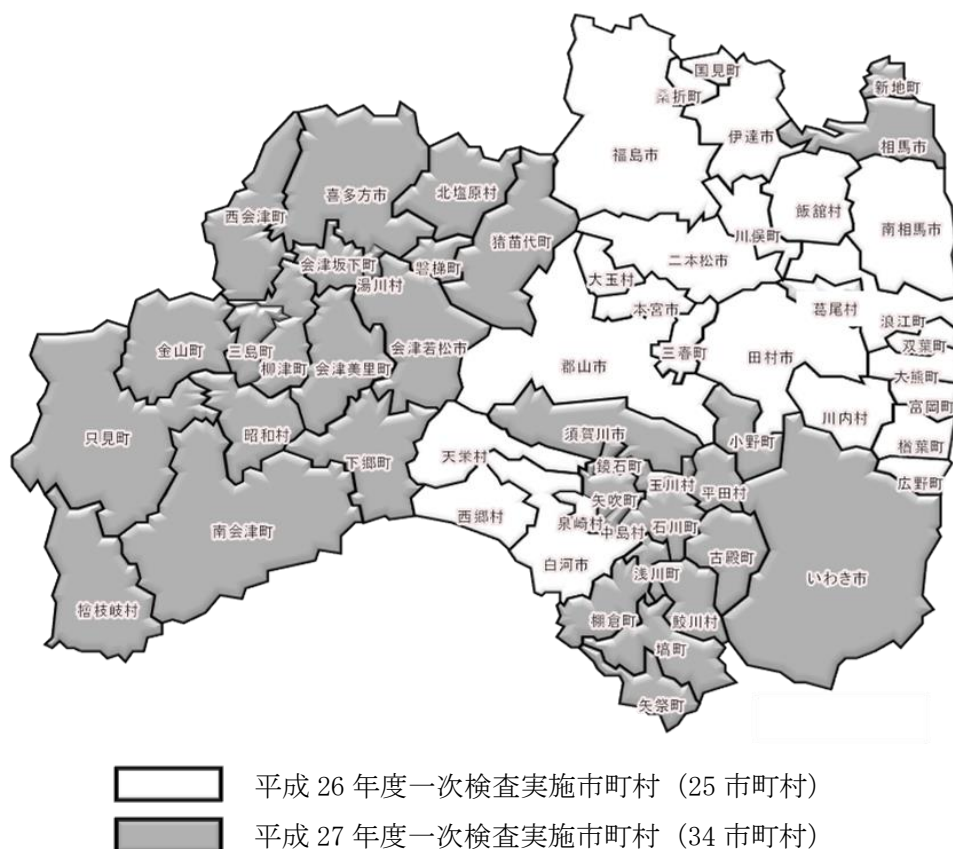 国見町
新地町
桑折町
伊達市
相馬市
福島市
喜多方市
北塩原村
飯舘村
西会津町
川俣町
南相馬市
猪苗代町
会津坂下町
磐梯町
二本松市
大玉村
湯川村
本宮市
葛尾村
浪江町
双葉町
金山町
三島町
会津若松市
三春町
田村市
柳津町
会津美里町
郡山市
大熊町
川内村
富岡町
只見町
昭和村
須賀川市
小野町
楢葉町
下郷町
天栄村
鏡石町
玉川村
平田村
広野町
矢吹町
西郷村
泉崎村
中島村
石川町
南会津町
古殿町
白河市
浅川町
いわき市
檜枝岐村
棚倉町
鮫川村
塙町
矢祭町
平成 26 年度一次検査実施市町村（25 市町村）
平成 27 年度一次検査実施市町村（34 市町村）